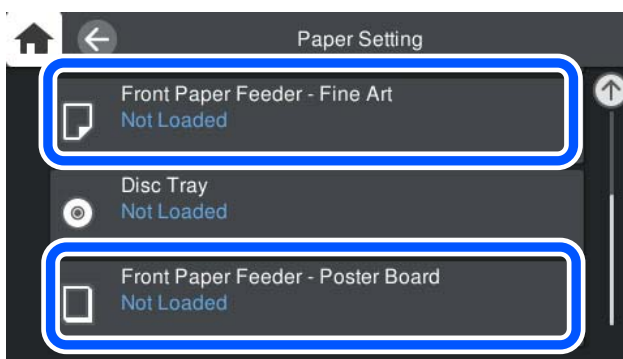 Paper Setting
Front Paper Feeder - Fine Art
Not Loaded
Disc Tray
Not Loaded
Front Paper Feeder - Poster Board
Not Loaded